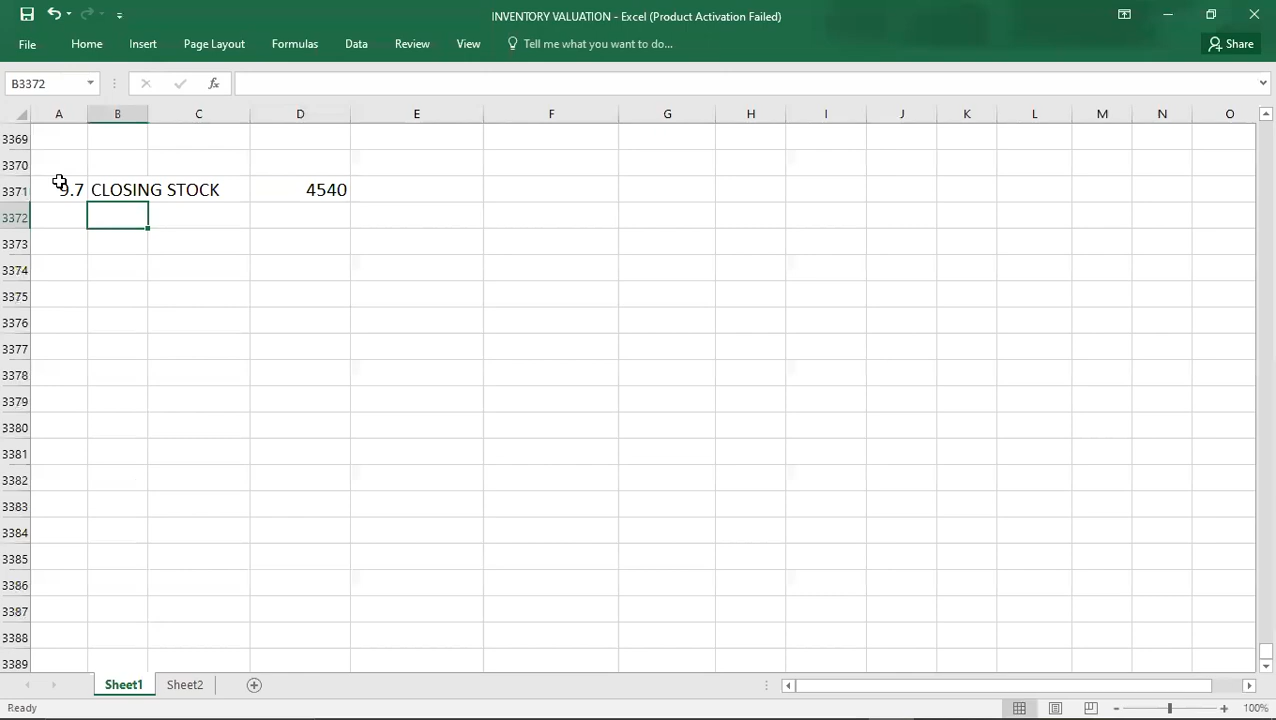 INVENTORY VALUATION - Excel (Product Activation Failed)
File Home Insert Page Layout Formulas Data Review View Tell me what you want to do... Share
B3372 fx
A B C D E F G H I J K L M N O
3369
3370
3371 9.7 CLOSING STOCK 4540
3372
3373
3374
3375
3376
3377
3378
3379
3380
3381
3382
3383
3384
3385
3386
3387
3388
3389
Sheet1 Sheet2
Ready 100%